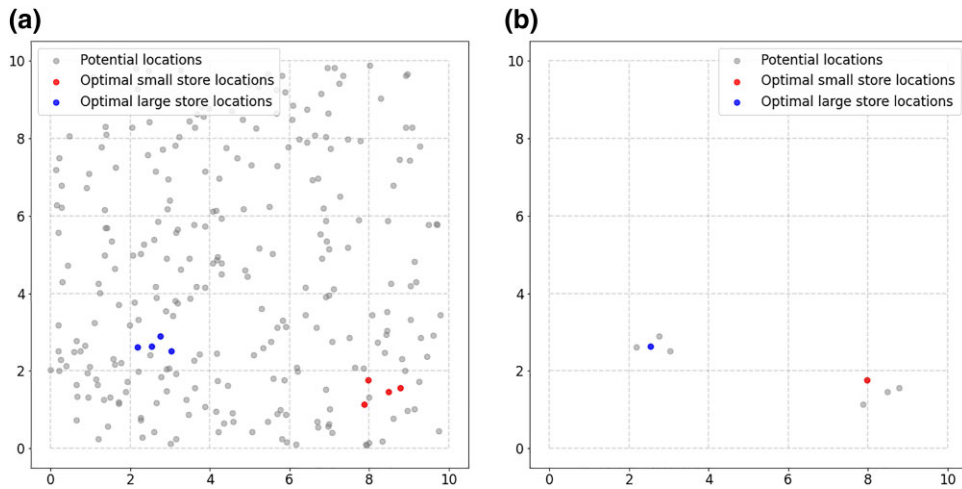 (a)
Potential locations
Optimal small store locations
Optimal large store locations
10
8
6
4
2
0
0 2 4 6 8 10
(b)
Potential locations
Optimal small store locations
Optimal large store locations
10
8
6
4
2
0
0 2 4 6 8 10